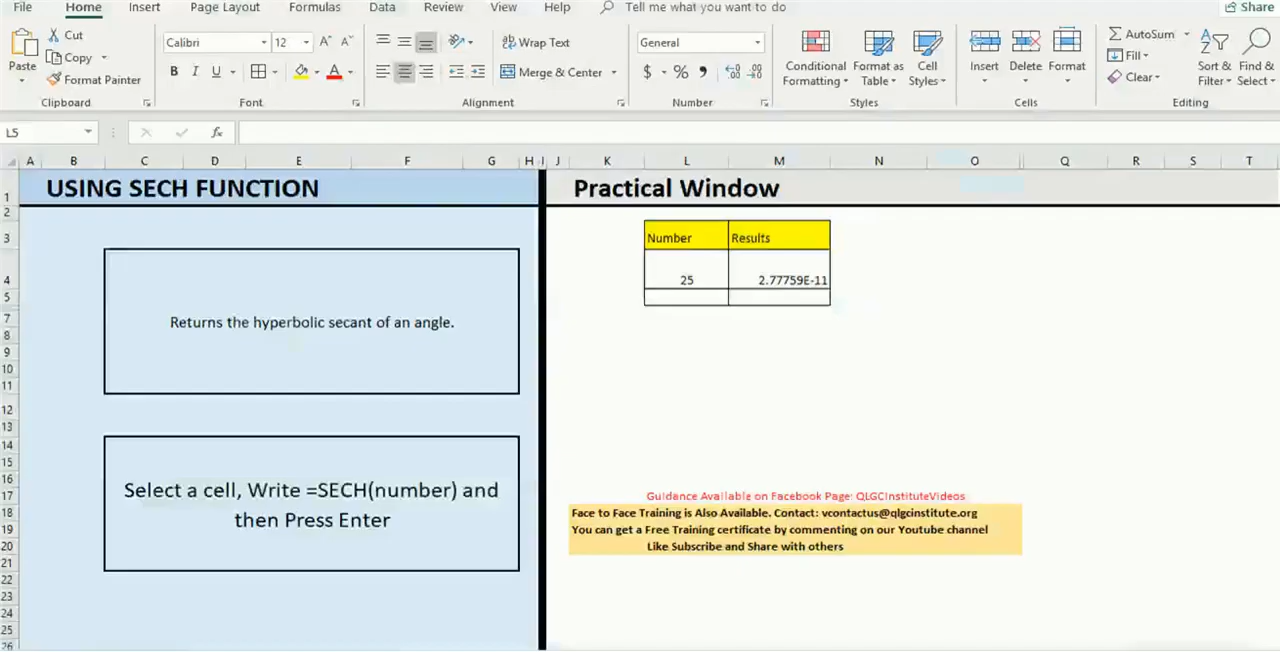 File Home Insert Page Layout Formulas Data Review View Help Tell me what you want to do Share
Paste Cut Copy Format Painter Clipboard
Calibri 12 A A B I U A Font
Wrap Text Merge & Center Alignment
General $ % , Number
Conditional Formatting Format as Table Cell Styles Styles
Insert Delete Format Cells
AutoSum Fill Clear Sort & Filter Find & Select Editing
L5 fx
A B C D E F G H I J K L M N O Q R S T
1 USING SECH FUNCTION Practical Window
2
3 Number Results
4 25 2.77759E-11
5
7 Returns the hyperbolic secant of an angle.
8
9
10
11
12
13
14
15
16 Select a cell, Write =SECH(number) and
17 Guidance Available on Facebook Page: QLGCInstituteVideos
18 then Press Enter Face to Face Training is Also Available. Contact: vcontactus@qlgcinstitute.org
19 You can get a Free Training certificate by commenting on our Youtube channel
20 Like Subscribe and Share with others
21
22
23
24
25
26